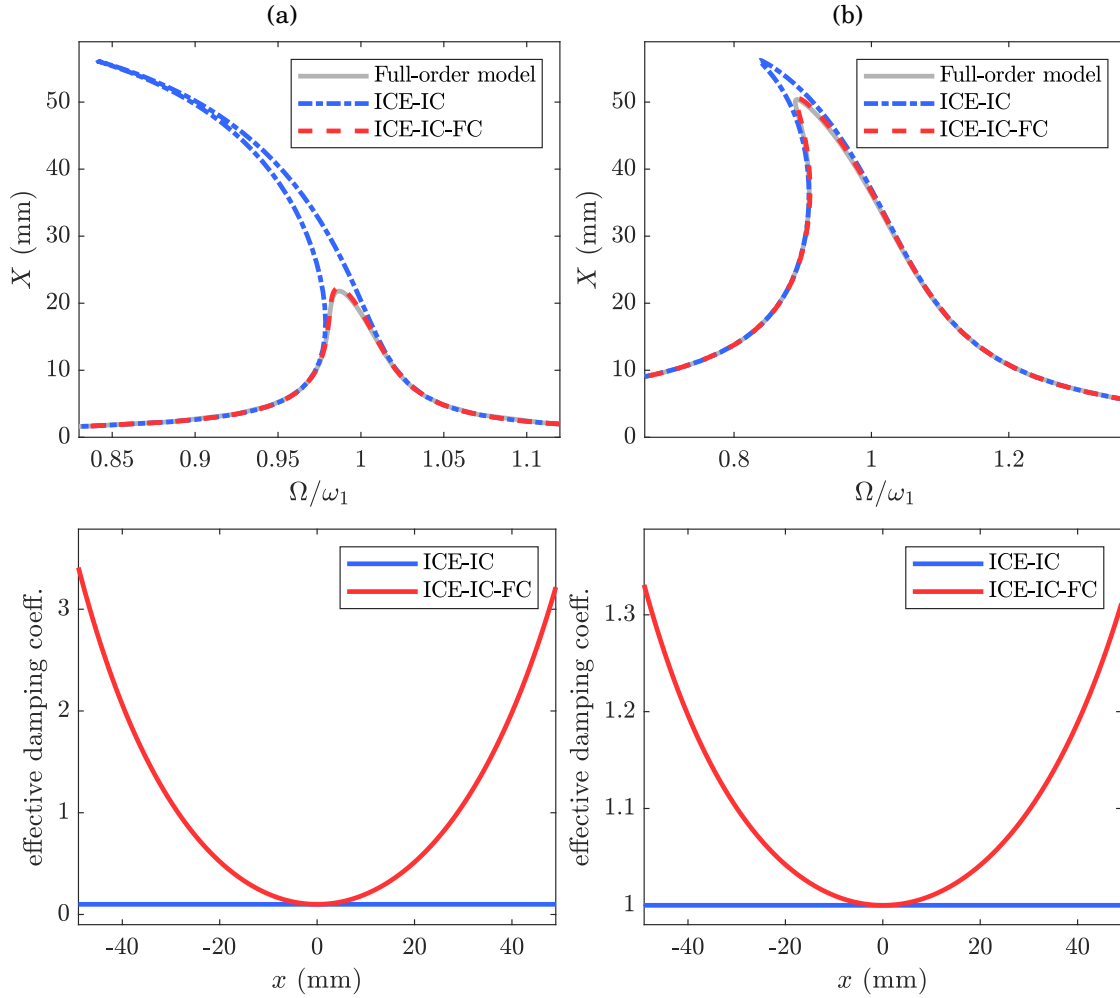 (a)
Full-order model
ICE-IC
ICE-IC-FC
X (mm)
50
40
30
20
10
0
0.85
0.9
0.95
1
1.05
1.1
Ω/ω₁
(b)
Full-order model
ICE-IC
ICE-IC-FC
X (mm)
50
40
30
20
10
0
0.8
1
1.2
Ω/ω₁
ICE-IC
ICE-IC-FC
effective damping coeff.
3
2
1
0
-40
-20
0
20
40
x (mm)
ICE-IC
ICE-IC-FC
effective damping coeff.
1.3
1.2
1.1
1
-40
-20
0
20
40
x (mm)